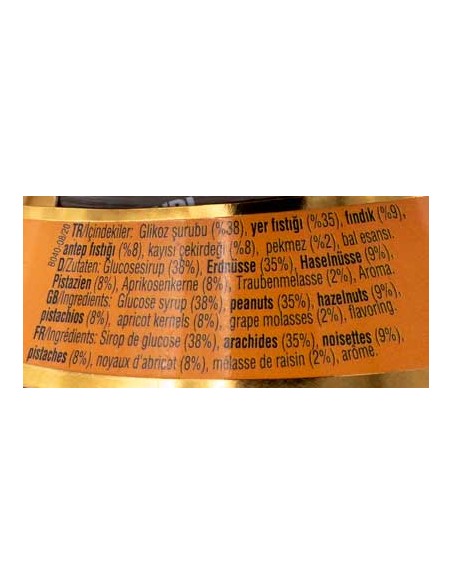 TR/İçindekiler: Glikoz şurubu (%38), yer fıstığı (%35), fındık (%9),
antep fıstığı (%8), kayısı çekirdeği (%8), pekmez (%2), bal esansı.
D/Zutaten: Glucosesirup (38%), Erdnüsse (35%), Haselnüsse (9%),
Pistazien (8%), Aprikosenkerne (8%), Traubenmelasse (2%), Aroma.
GB/Ingredients: Glucose syrup (38%), peanuts (35%), hazelnuts (9%),
pistachios (8%), apricot kernels (8%), grape molasses (2%), flavoring.
FR/Ingrédients: Sirop de glucose (38%), arachides (35%), noisettes (9%),
pistaches (8%), noyaux d'abricot (8%), mélasse de raisin (2%), arôme.
8040-08/20